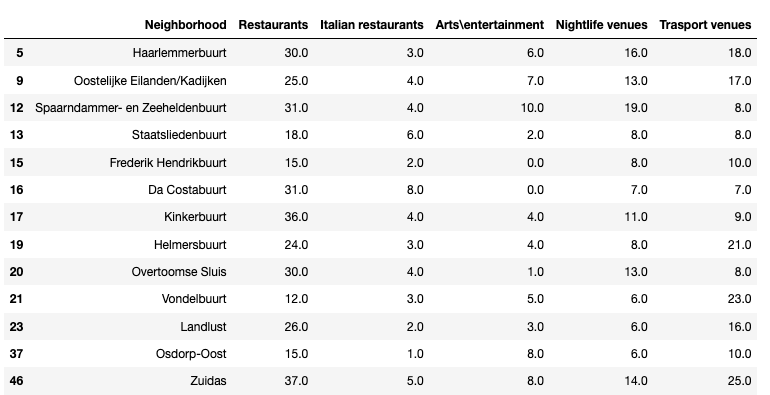 Neighborhood Restaurants Italian restaurants Arts\entertainment Nightlife venues Trasport venues
5 Haarlemmerbuurt 30.0 3.0 6.0 16.0 18.0
9 Oostelijke Eilanden/Kadijken 25.0 4.0 7.0 13.0 17.0
12 Spaarndammer- en Zeeheldenbuurt 31.0 4.0 10.0 19.0 8.0
13 Staatsliedenbuurt 18.0 6.0 2.0 8.0 8.0
15 Frederik Hendrikbuurt 15.0 2.0 0.0 8.0 10.0
16 Da Costabuurt 31.0 8.0 0.0 7.0 7.0
17 Kinkerbuurt 36.0 4.0 4.0 11.0 9.0
19 Helmersbuurt 24.0 3.0 4.0 8.0 21.0
20 Overtoomse Sluis 30.0 4.0 1.0 13.0 8.0
21 Vondelbuurt 12.0 3.0 5.0 6.0 23.0
23 Landlust 26.0 2.0 3.0 6.0 16.0
37 Osdorp-Oost 15.0 1.0 8.0 6.0 10.0
46 Zuidas 37.0 5.0 8.0 14.0 25.0